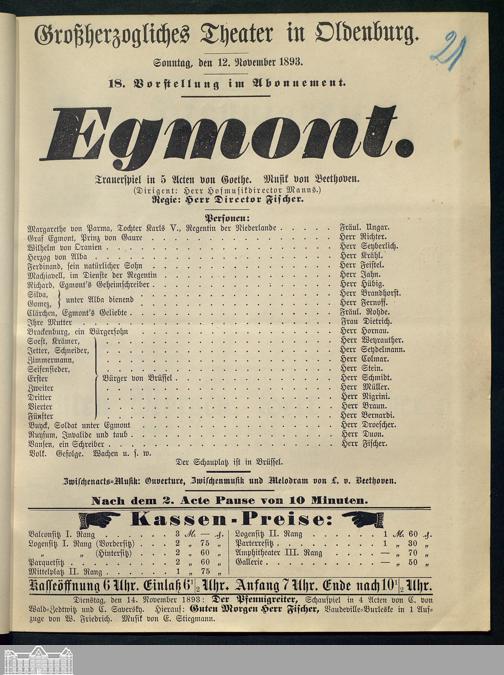 21
Großherzogliches Theater in Oldenburg.
Sonntag, den 12. November 1893.
18. Vorstellung im Abonnement.
Egmont.
Trauerspiel in 5 Acten von Goethe. Musik von Beethoven.
(Dirigent: Herr Hofmusikdirector Manns.)
Regie: Herr Director Fischer.
Personen:
Margarethe von Parma, Tochter Karls V., Regentin der Niederlande . . . . . Fräul. Ungar.
Graf Egmont, Prinz von Gaure . . . . . Herr Richter.
Wilhelm von Oranien . . . . . Herr Seyberlich.
Herzog von Alba . . . . . Herr Krähl.
Ferdinand, sein natürlicher Sohn . . . . . Herr Feistel.
Machiavell, im Dienste der Regentin . . . . . Herr Jahn.
Richard, Egmont's Geheimschreiber . . . . . Herr Hübig.
Silva, } unter Alba dienend . . . . . Herr Brandhorst.
Gomez, } . . . . . Herr Fernoff.
Clärchen, Egmont's Geliebte . . . . . Fräul. Rohde.
Ihre Mutter . . . . . Frau Dietrich.
Brackenburg, ein Bürgersohn . . . . . Herr Hornau.
Soest, Krämer, . . . . . Herr Weyrauther.
Jetter, Schneider, . . . . . Herr Seydelmann.
Zimmermann, . . . . . Herr Colmar.
Seifensieder, . . . . . Herr Stein.
Erster } Bürger von Brüssel . . . . . Herr Schmidt.
Zweiter . . . . . Herr Müller.
Dritter . . . . . Herr Nigrini.
Vierter . . . . . Herr Braun.
Fünfter . . . . . Herr Bernardi.
Buyck, Soldat unter Egmont . . . . . Herr Droescher.
Ruysum, Invalide und taub . . . . . Herr Duon.
Vansen, ein Schreiber . . . . . Herr Fischer.
Volk. Gefolge. Wachen u. s. w.
Der Schauplatz ist in Brüssel.
Zwischenacts-Musik: Ouverture, Zwischenmusik und Melodram von L. v. Beethoven.
Nach dem 2. Acte Pause von 10 Minuten.
Kassen-Preise:
Balconsitz I. Rang . . . 3 M. — ₰.
Logensitz I. Rang (Vordersitz) . . . 2 „ 75 „
„ „ (Hintersitz) . . . 2 „ 60 „
Parquetsitz . . . 2 „ 60 „
Mittelplatz II. Rang . . . 1 „ 75 „
Logensitz II. Rang . . . 1 M. 60 ₰.
Parterresitz . . . 1 „ 30 „
Amphitheater III. Rang . . . — „ 70 „
Gallerie . . . — „ 50 „
Kassöffnung 6 Uhr. Einlaß 6 1/2 Uhr. Anfang 7 Uhr. Ende nach 10 1/2 Uhr.
Dienstag, den 14. November 1893: Der Pfennigreiter, Schauspiel in 4 Acten von C. von
Wald-Zedtwitz und C. Saversky. Hierauf: Guten Morgen Herr Fischer, Vaudeville-Burleske in 1 Auf-
zuge von W. Friedrich. Musik von E. Stiegmann.